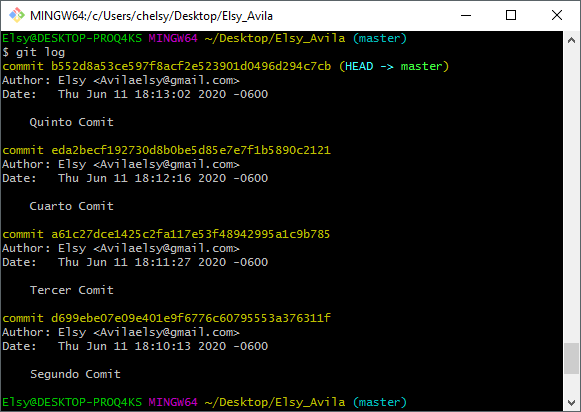 MINGW64:/c/Users/chelsy/Desktop/Elsy_Avila
Elsy@DESKTOP-PROQ4KS MINGW64 ~/Desktop/Elsy_Avila (master)
$ git log
commit b552d8a53ce597f8acf2e523901d0496d294c7cb (HEAD -> master)
Author: Elsy <Avilaelsy@gmail.com>
Date:   Thu Jun 11 18:13:02 2020 -0600
Quinto Comit
commit eda2becf192730d8b0be5d85e7e7f1b5890c2121
Author: Elsy <Avilaelsy@gmail.com>
Date:   Thu Jun 11 18:12:16 2020 -0600
Cuarto Comit
commit a61c27dce1425c2fa117e53f48942995a1c9b785
Author: Elsy <Avilaelsy@gmail.com>
Date:   Thu Jun 11 18:11:27 2020 -0600
Tercer Comit
commit d699ebe07e09e401e9f6776c60795553a376311f
Author: Elsy <Avilaelsy@gmail.com>
Date:   Thu Jun 11 18:10:13 2020 -0600
Segundo Comit
Elsy@DESKTOP-PROQ4KS MINGW64 ~/Desktop/Elsy_Avila (master)